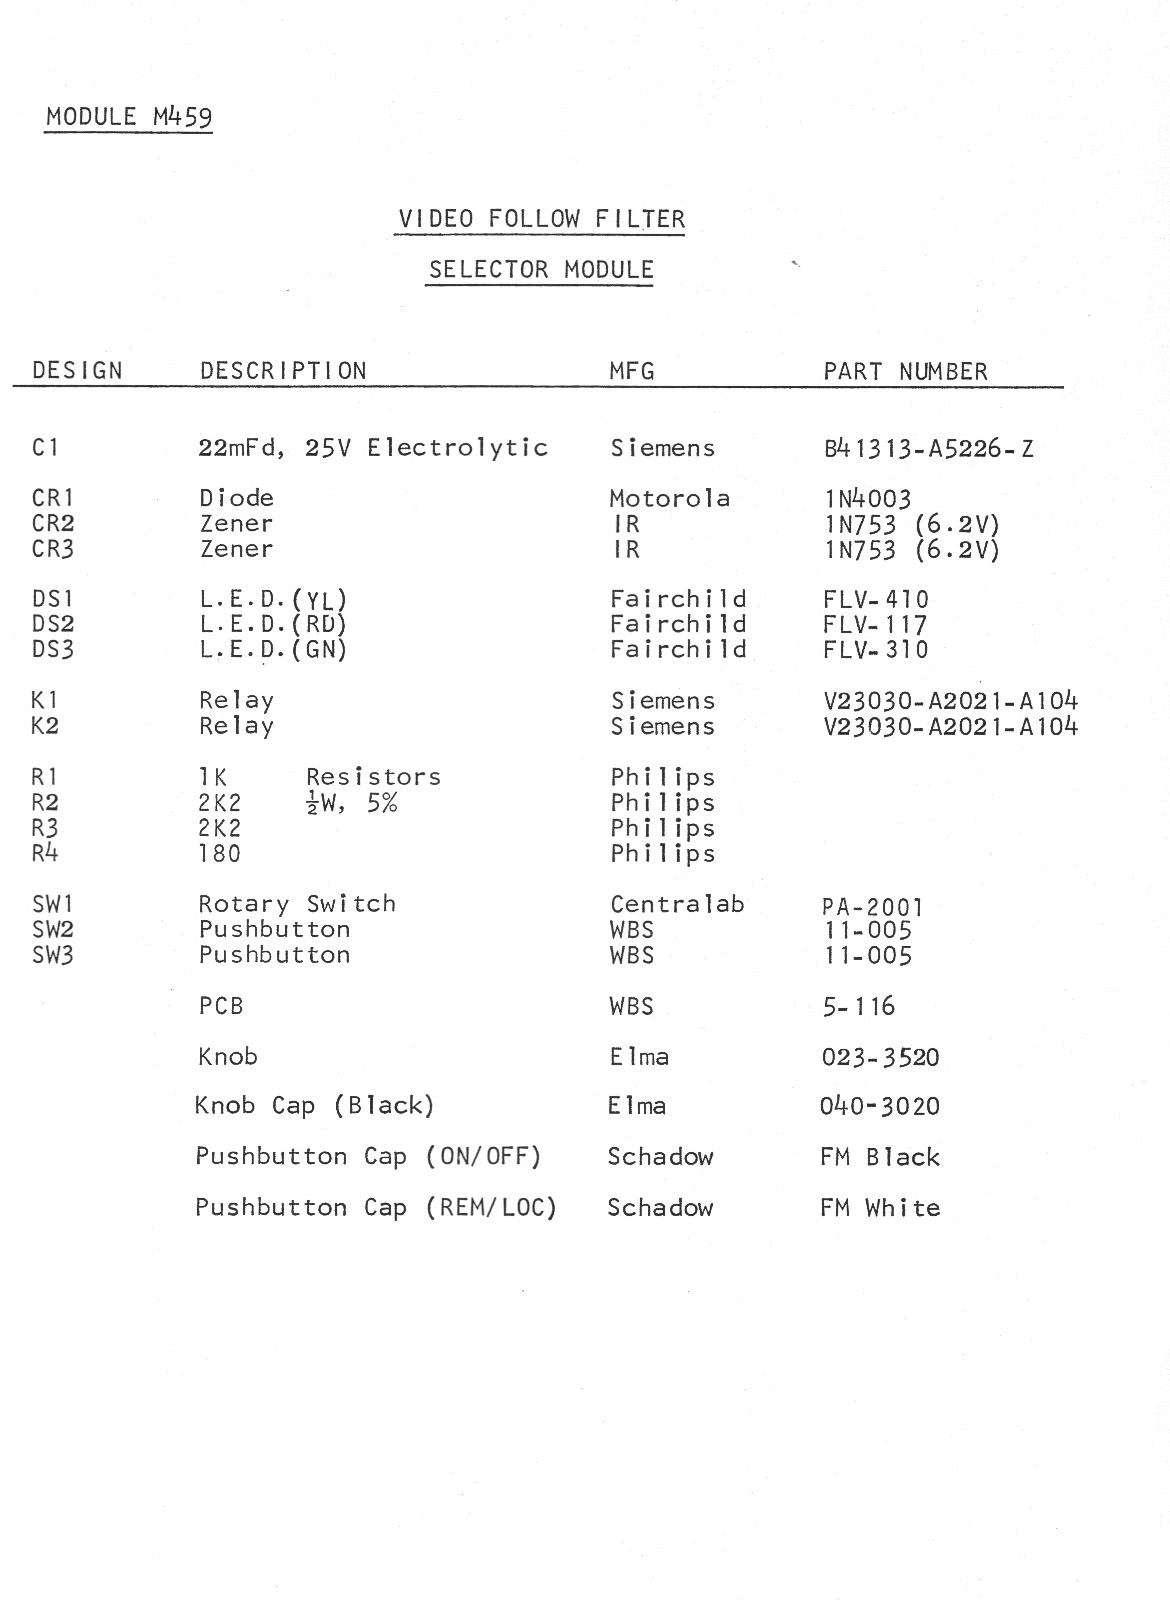 MODULE M459
VIDEO FOLLOW FILTER
SELECTOR MODULE
DESIGN DESCRIPTION MFG PART NUMBER
C1 22mFd, 25V Electrolytic Siemens B41313-A5226-Z
CR1 Diode Motorola 1N4003
CR2 Zener IR 1N753 (6.2V)
CR3 Zener IR 1N753 (6.2V)
DS1 L.E.D.(YL) Fairchild FLV-410
DS2 L.E.D.(RD) Fairchild FLV-117
DS3 L.E.D.(GN) Fairchild FLV-310
K1 Relay Siemens V23030-A2021-A104
K2 Relay Siemens V23030-A2021-A104
R1 1K Resistors Philips
R2 2K2 ½W, 5% Philips
R3 2K2 Philips
R4 180 Philips
SW1 Rotary Switch Centralab PA-2001
SW2 Pushbutton WBS 11-005
SW3 Pushbutton WBS 11-005
PCB WBS 5-116
Knob Elma 023-3520
Knob Cap (Black) Elma 040-3020
Pushbutton Cap (ON/OFF) Schadow FM Black
Pushbutton Cap (REM/LOC) Schadow FM White